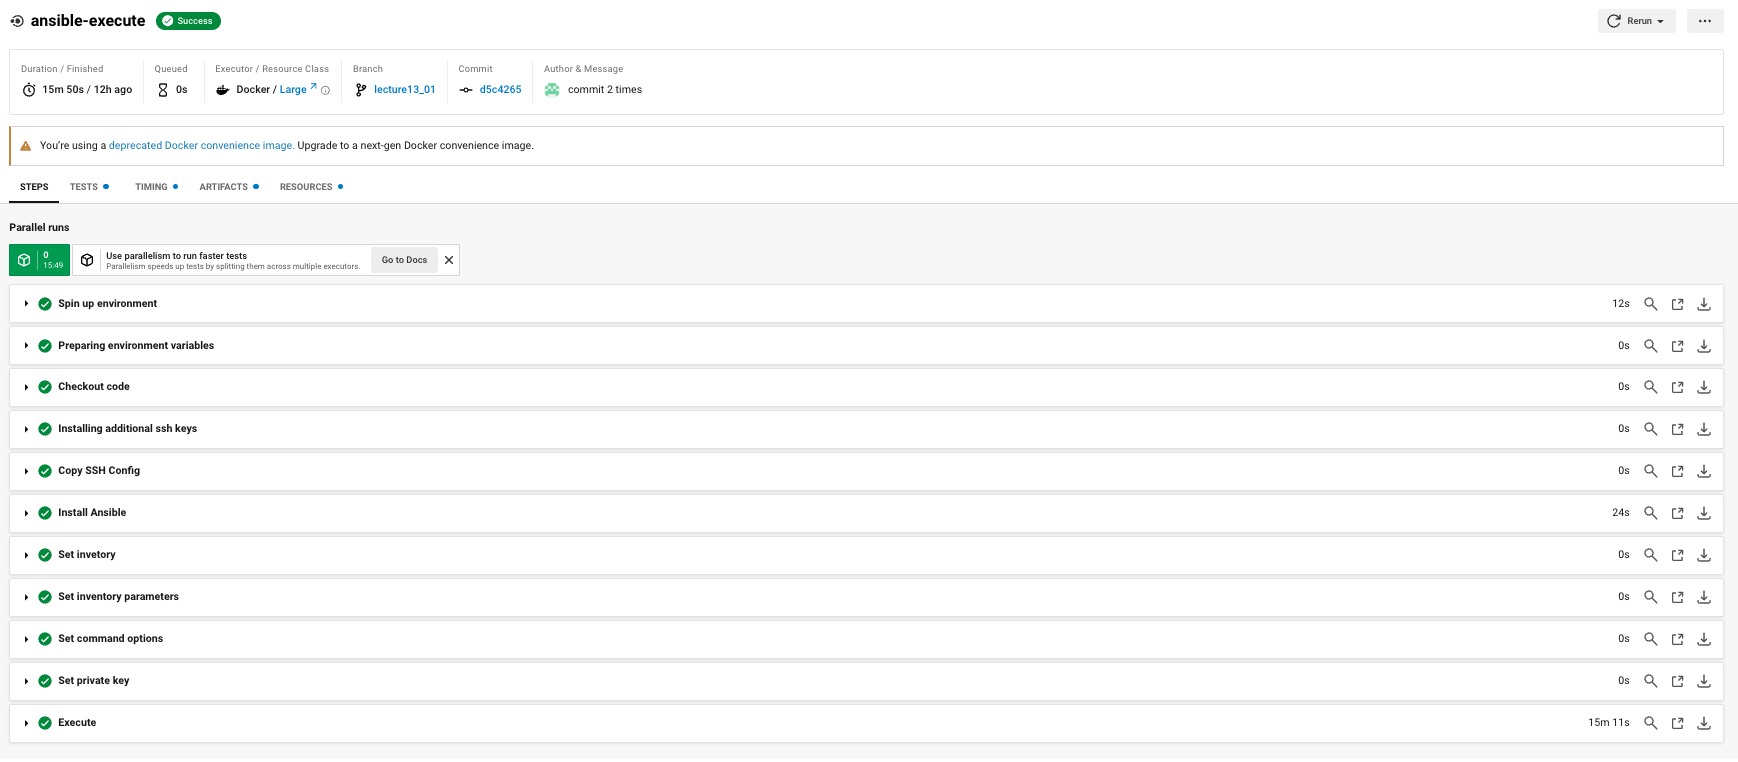 ansible-execute Success Rerun
Duration / Finished Queued Executor / Resource Class Branch Commit Author & Message
15m 50s / 12h ago 0s Docker / Large lecture13_01 d5c4265 commit 2 times
You're using a deprecated Docker convenience image. Upgrade to a next-gen Docker convenience image.
STEPS TESTS TIMING ARTIFACTS RESOURCES
Parallel runs
0
15:49
Use parallelism to run faster tests
Parallelism speeds up tests by splitting them across multiple executors.
Go to Docs
Spin up environment 12s
Preparing environment variables 0s
Checkout code 0s
Installing additional ssh keys 0s
Copy SSH Config 0s
Install Ansible 24s
Set invetory 0s
Set inventory parameters 0s
Set command options 0s
Set private key 0s
Execute 15m 11s